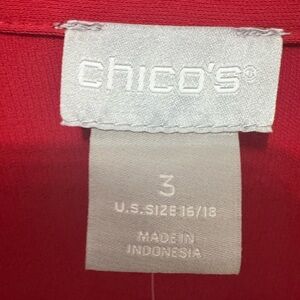 chico's®
3
U.S. SIZE 16/18
MADE IN
INDONESIA